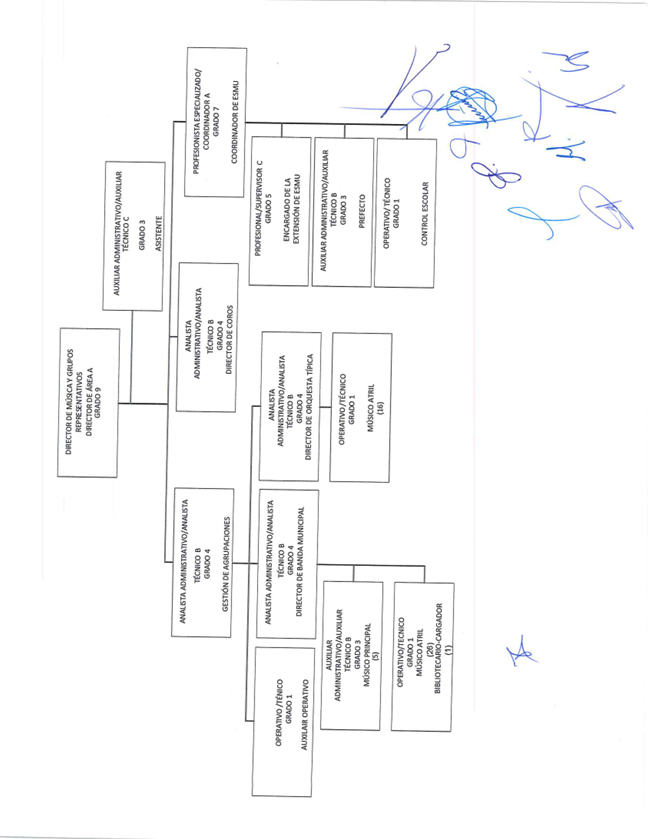 DIRECTOR DE MÚSICA Y GRUPOS
REPRESENTATIVOS
DIRECTOR DE ÁREA A
GRADO 9
AUXILIAR ADMINISTRATIVO/AUXILIAR
TÉCNICO C
GRADO 3
ASISTENTE
ANALISTA ADMINISTRATIVO/ANALISTA
TÉCNICO B
GRADO 4
GESTIÓN DE AGRUPACIONES
ANALISTA
ADMINISTRATIVO/ANALISTA
TÉCNICO B
GRADO 4
DIRECTOR DE COROS
PROFESIONISTA ESPECIALIZADO/
COORDINADOR A
GRADO 7
COORDINADOR DE ESMU
OPERATIVO /TÉNICO
GRADO 1
AUXILAIR OPERATIVO
ANALISTA ADMINISTRATIVO/ANALISTA
TÉCNICO B
GRADO 4
DIRECTOR DE BANDA MUNICIPAL
ANALISTA
ADMINISTRATIVO/ANALISTA
TÉCNICO B
GRADO 4
DIRECTOR DE ORQUESTA TÍPICA
PROFESIONAL/SUPERVISOR C
GRADO 5
ENCARGADO DE LA
EXTENSIÓN DE ESMU
AUXILIAR
ADMINISTRATIVO/AUXILIAR
TÉCNICO B
GRADO 3
MÚSICO PRINCIPAL
(5)
OPERATIVO/TÉCNICO
GRADO 1
MÚSICO ATRIL
(16)
AUXILIAR ADMINISTRATIVO/AUXILIAR
TÉCNICO B
GRADO 3
PREFECTO
OPERATIVO/TECNICO
GRADO 1
MÚSICO ATRIL
(26)
BIBLIOTECARIO-CARGADOR
(1)
OPERATIVO/ TÉCNICO
GRADO 1
CONTROL ESCOLAR